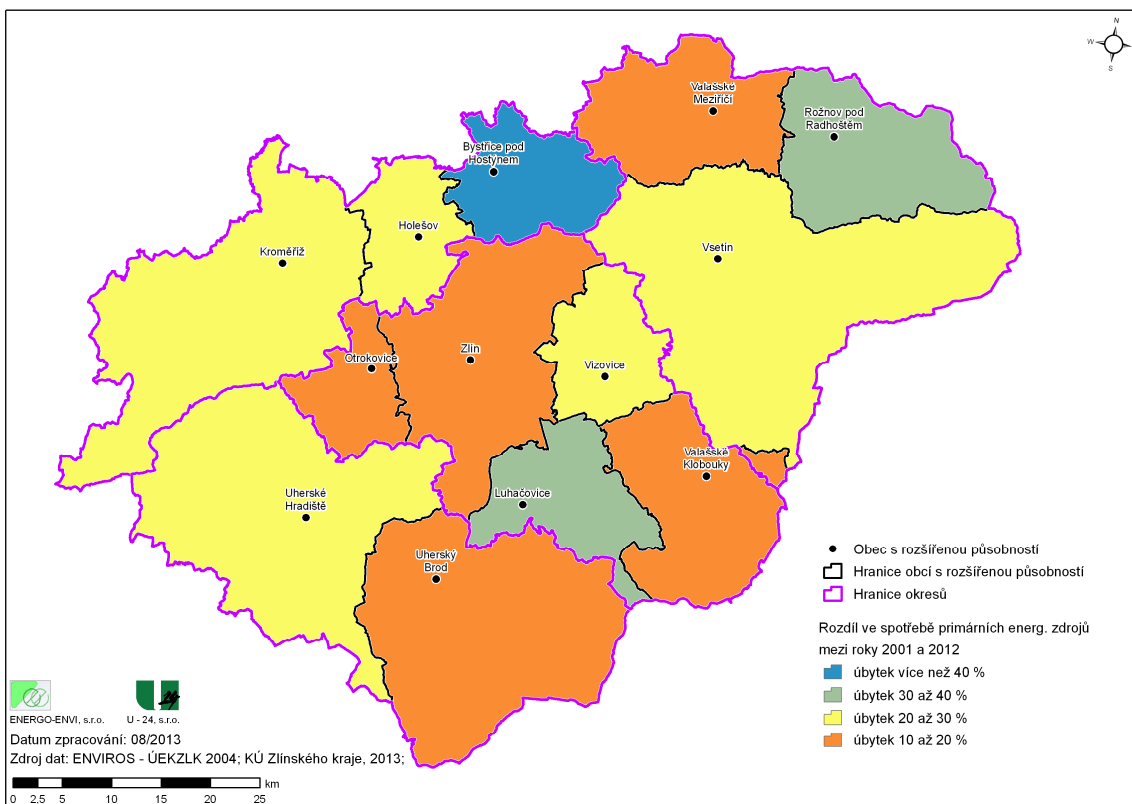 N
W
S
Valašské
Meziříčí
Rožnov pod
Radhoštěm
Bystřice pod
Hostýnem
Holešov
Kroměříž
Vsetín
Zlín
Otrokovice
Vizovice
Valašské
Klobouky
Luhačovice
Uherské
Hradiště
Uherský
Brod
Obec s rozšířenou působností
Hranice obcí s rozšířenou působností
Hranice okresů
Rozdíl ve spotřebě primárních energ. zdrojů
mezi roky 2001 a 2012
úbytek více než 40 %
úbytek 30 až 40 %
úbytek 20 až 30 %
úbytek 10 až 20 %
ENERGO-ENVI, s.r.o. U - 24, s.r.o.
Datum zpracování: 08/2013
Zdroj dat: ENVIROS - ÚEKZLK 2004; KÚ Zlínského kraje, 2013;
km
0 2,5 5 10 15 20 25